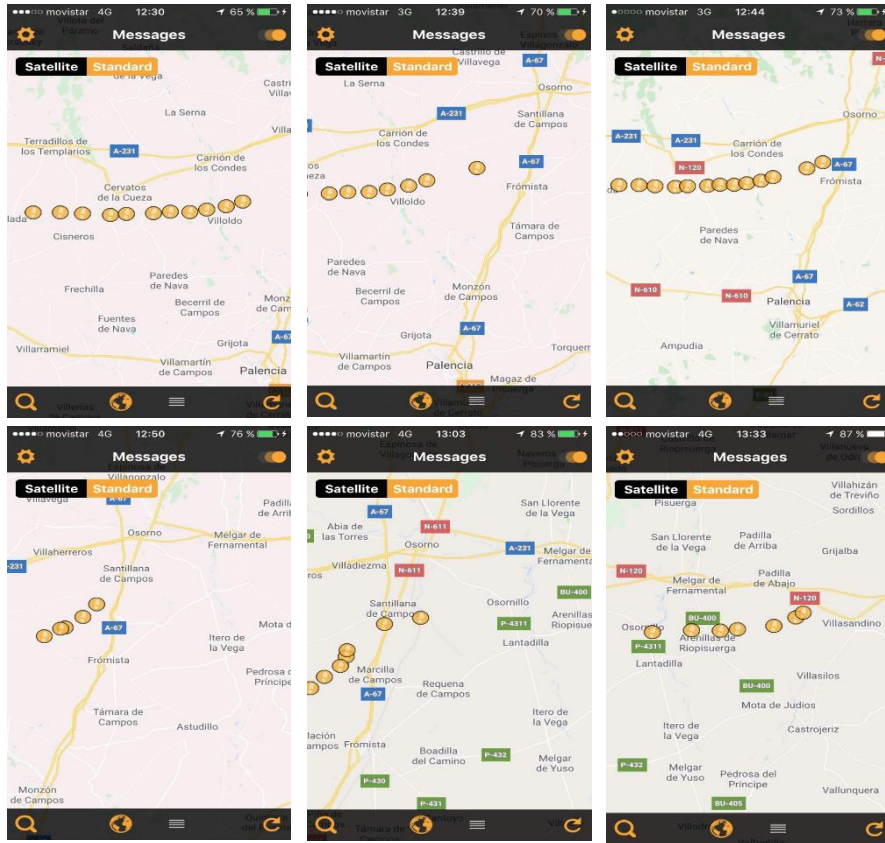 movistar 4G 12:30 65 %
Messages
Satellite Standard
de la Vega
La Serna
Terradillos de
los Templarios
A-231
Carrión de
los Condes
Cervatos
de la Cueza
Villoldo
Cisneros
Paredes
de Nava
Frechilla
Becerril de
Campos
Fuentes
de Nava
Villarramiel
Grijota
Villamartín
de Campos
Palencia
movistar 3G 12:39 70 %
Messages
Satellite Standard
Castrillo de
Villavega
A-67
La Serna
Osorno
A-231
Santillana
de Campos
Carrión de
los Condes
A-67
Frómista
Villoldo
Támara de
Campos
Paredes
de Nava
Becerril de
Campos
Monzón
de Campos
A-67
Grijota
Villamartín
de Campos
Palencia
Magaz de
Pisuerga
movistar 3G 12:44 73 %
Messages
Satellite Standard
Osorno
A-231
A-231
Carrión de
los Condes
N-120
A-67
Frómista
Paredes
de Nava
A-67
N-610
N-610
Palencia
A-62
Villamuriel
de Cerrato
Ampudia
movistar 4G 12:50 76 %
Messages
Satellite Standard
Villagonzalo
Osorno
Melgar de
Fernamental
Villaherreros
Santillana
de Campos
A-67
Itero de
la Vega
Frómista
Támara de
Campos
Astudillo
Monzón
de Campos
movistar 4G 13:03 83 %
Messages
Satellite Standard
San Llorente
de la Vega
A-67
Abia de
las Torres
N-611
Osorno
A-231
Melgar de
Villadiezma
N-611
BU-400
Santillana
de Campos
Osornillo
P-4311
Arenillas
Lantadilla
Marcilla
de Campos
A-67
Requena
de Campos
Itero de
la Vega
Frómista
Boadilla
del Camino
P-432
Melgar
de Yuso
P-430
P-431
movistar 4G 13:33 87 %
Messages
Satellite Standard
Villahizán
de Treviño
Pisuerga
Sordillos
San Llorente
de la Vega
Padilla
de Arriba
Grijalba
N-120
Melgar de
Fernamental
Padilla
de Abajo
N-120
BU-400
Villasandino
P-4311
Arenillas de
Riopisuerga
Lantadilla
Villasilos
BU-400
Mota de Judios
Itero de
la Vega
Castrojeriz
P-432
Melgar
de Yuso
Pedrosa del
Príncipe
Vallunquera
BU-405